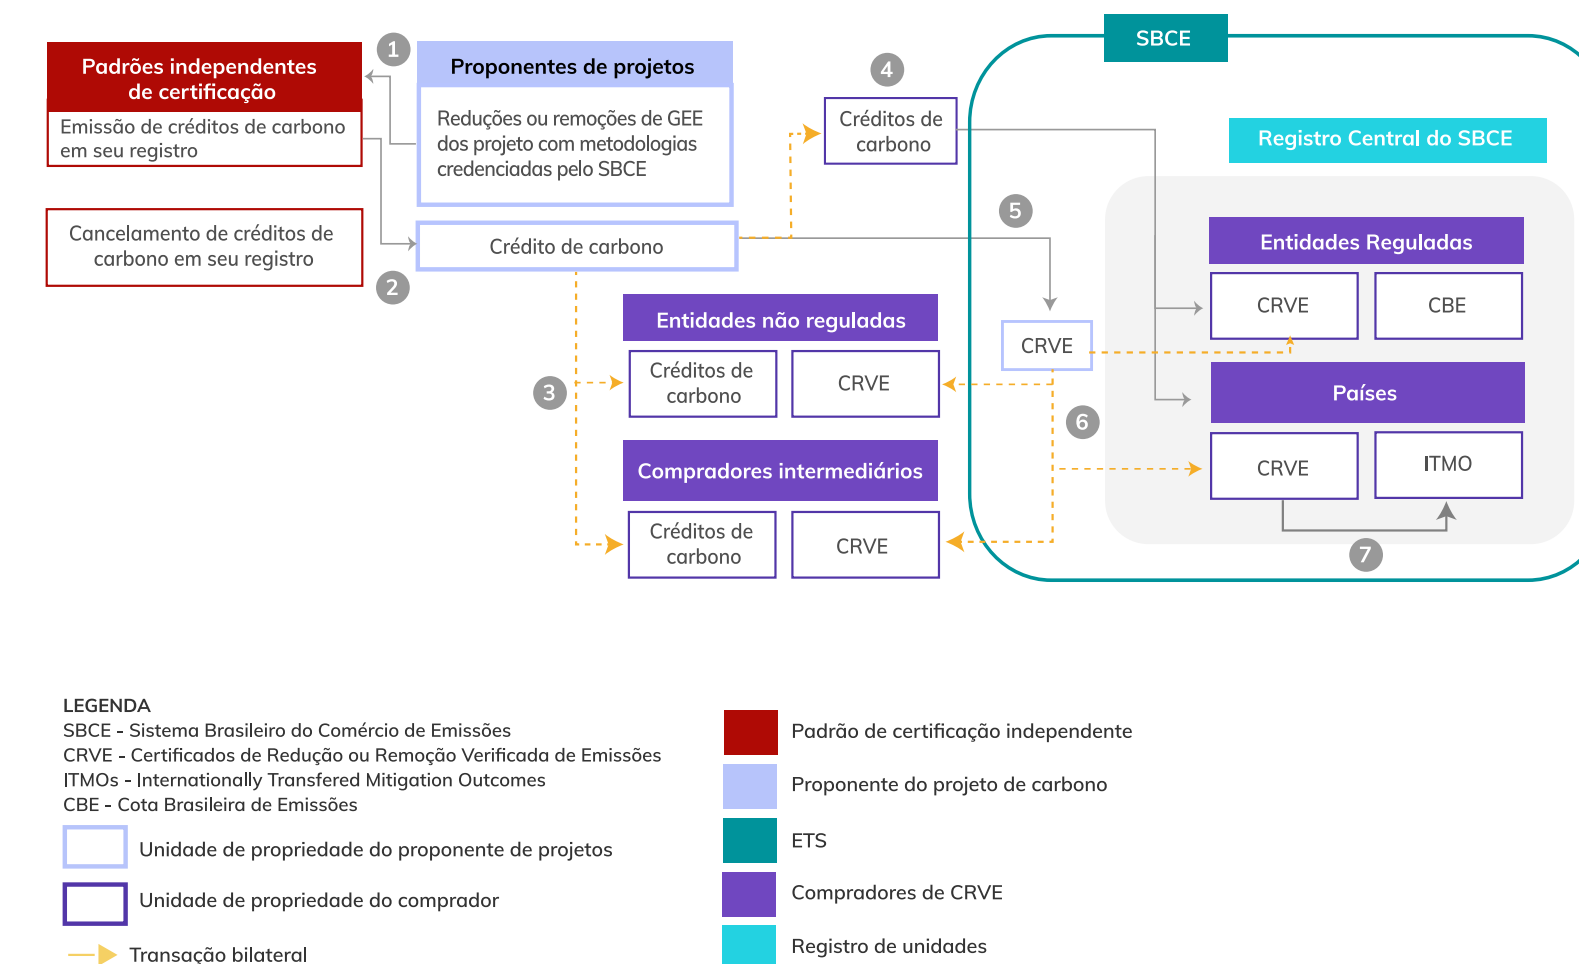 SBCE
1
Padrões independentes
de certificação
Emissão de créditos de carbono
em seu registro
Proponentes de projetos
Reduções ou remoções de GEE
dos projeto com metodologias
credenciadas pelo SBCE
4
Créditos de
carbono
Registro Central do SBCE
Cancelamento de créditos de
carbono em seu registro
2
Crédito de carbono
5
Entidades Reguladas
CRVE
CBE
Entidades não reguladas
Créditos de
carbono
CRVE
3
CRVE
6
Países
CRVE
ITMO
7
Compradores intermediários
Créditos de
carbono
CRVE
LEGENDA
SBCE - Sistema Brasileiro do Comércio de Emissões
CRVE - Certificados de Redução ou Remoção Verificada de Emissões
ITMOs - Internationally Transfered Mitigation Outcomes
CBE - Cota Brasileira de Emissões
Unidade de propriedade do proponente de projetos
Unidade de propriedade do comprador
Transação bilateral
Padrão de certificação independente
Proponente do projeto de carbono
ETS
Compradores de CRVE
Registro de unidades